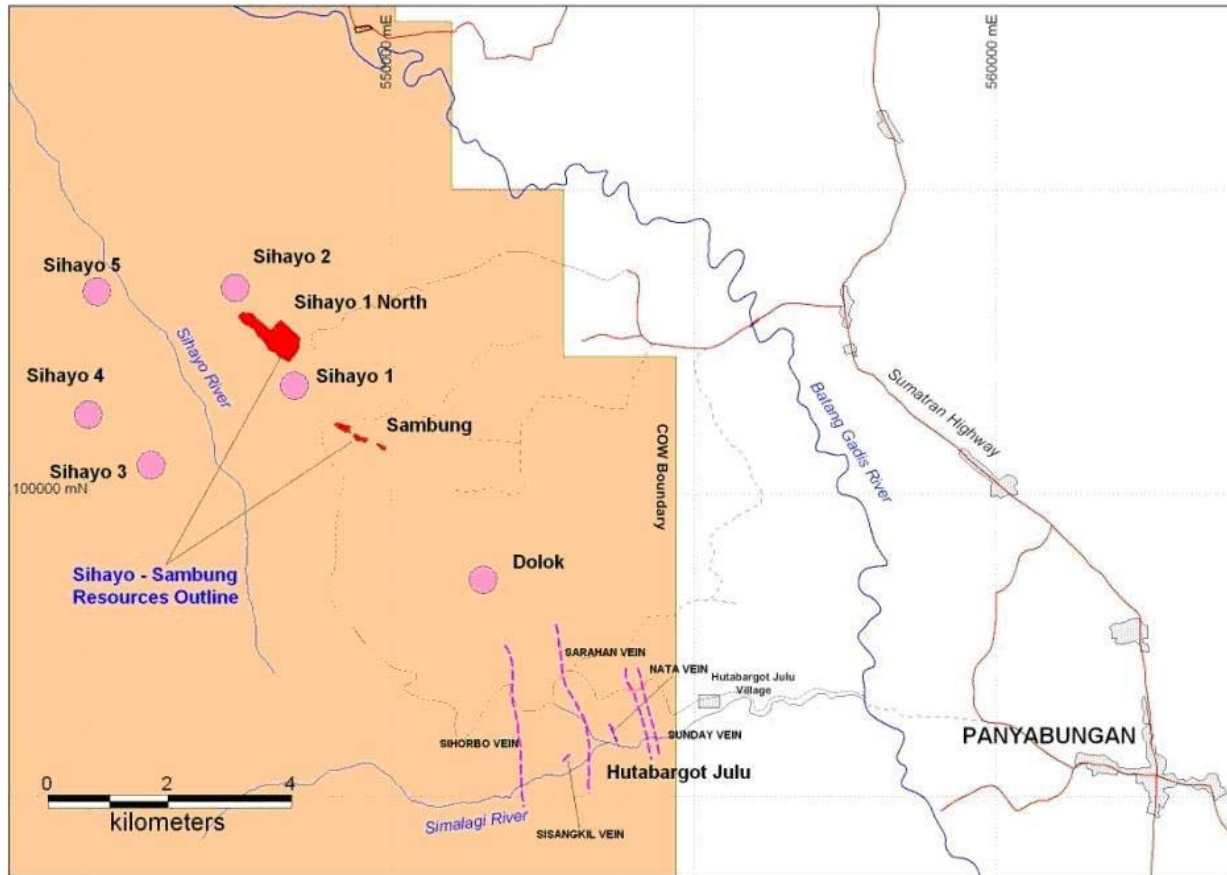 550000 mE
560000 mE
Sihayo 5
Sihayo 2
Sihayo 1 North
Sihayo River
Sihayo 4
Sihayo 1
Sambung
Sihayo 3
100000 mN
COW Boundary
Batang Gadis River
Sumatran Highway
Sihayo - Sambung
Resources Outline
Dolok
SARAHAN VEIN
NATA VEIN
Hutabargot Julu
Village
SIHORBO VEIN
SUNDAY VEIN
PANYABUNGAN
Hutabargot Julu
0 2 4
kilometers
Simalagi River
SISANGKIL VEIN